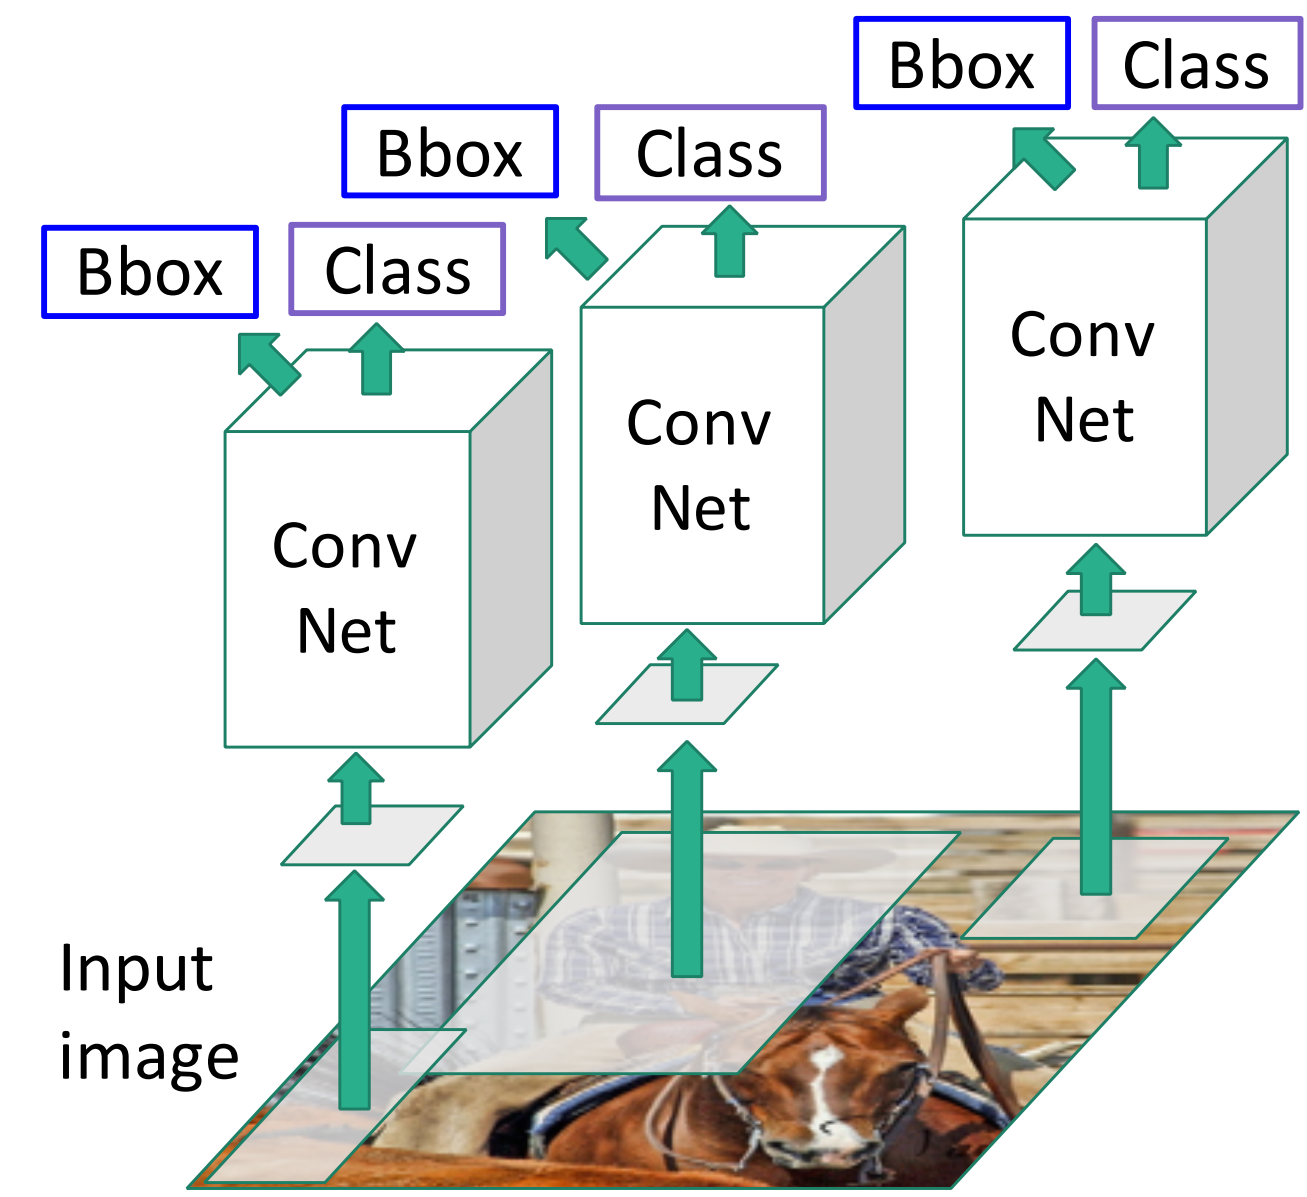 Bbox Class
Bbox Class
Bbox Class
Conv
Net
Conv
Net
Conv
Net
Input
image